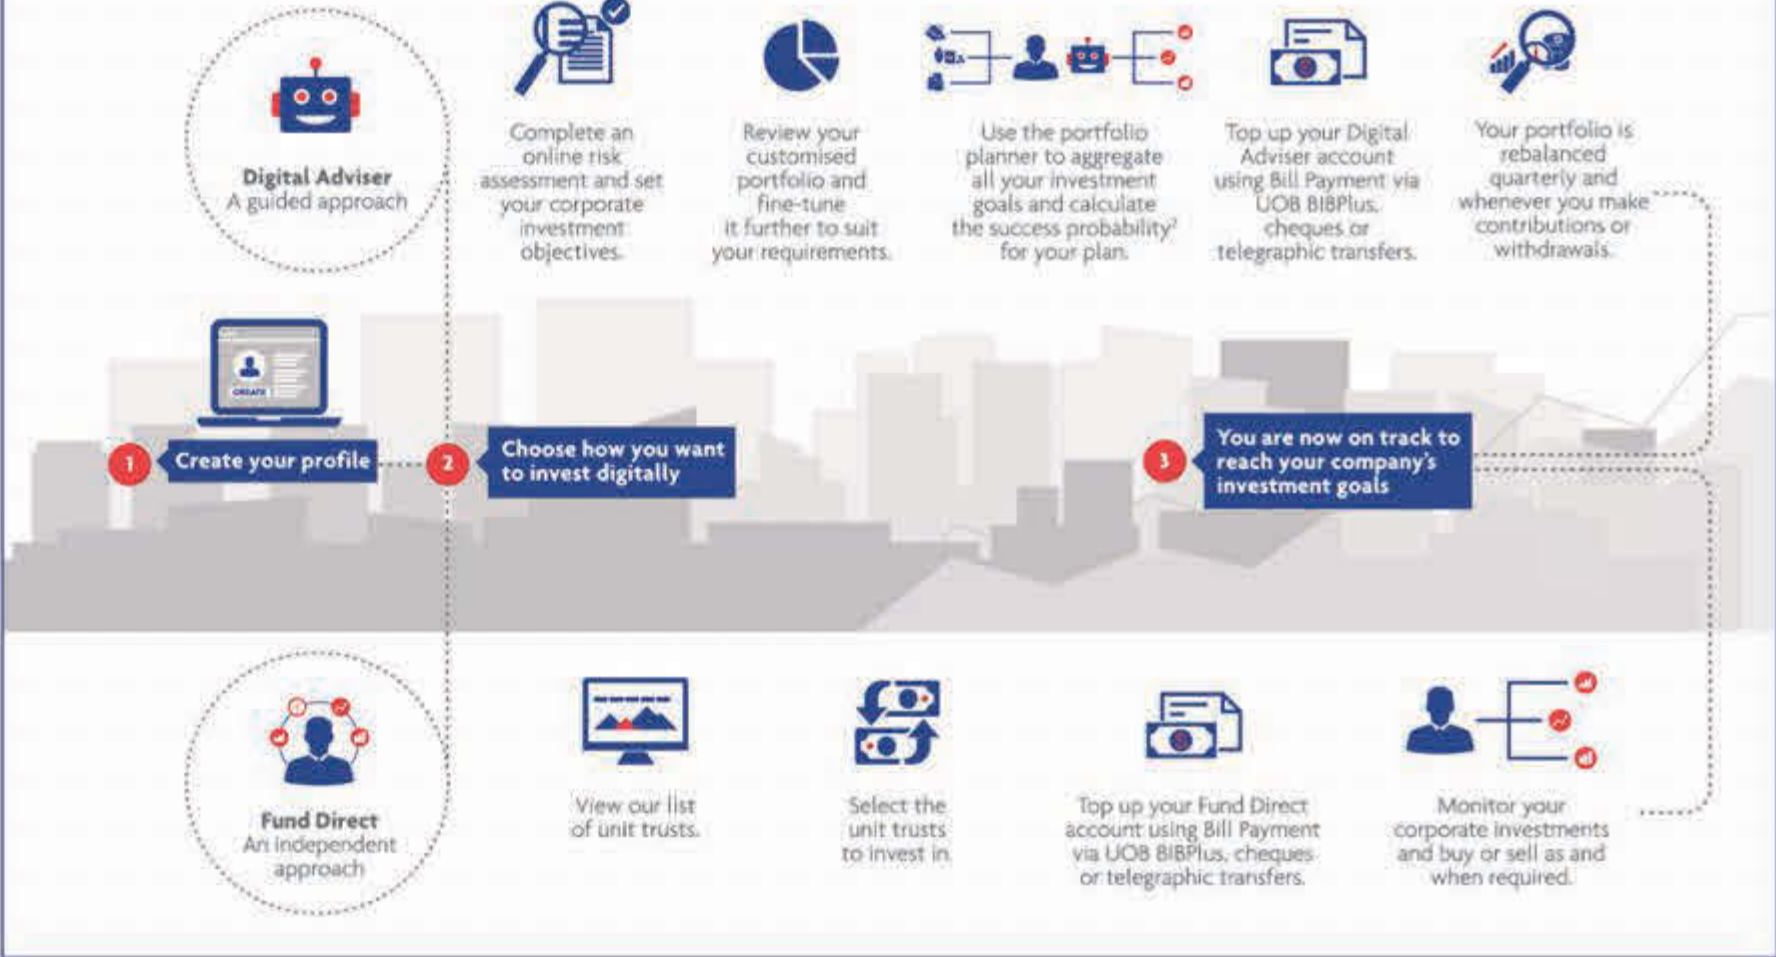 Digital Adviser
A guided approach
Complete an
online risk
assessment and set
your corporate
investment
objectives.
Review your
customised
portfolio and
fine-tune
it further to suit
your requirements.
Use the portfolio
planner to aggregate
all your investment
goals and calculate
the success probability²
for your plan.
Top up your Digital
Adviser account
using Bill Payment via
UOB BIBPlus,
cheques or
telegraphic transfers.
Your portfolio is
rebalanced
quarterly and
whenever you make
contributions or
withdrawals.
CREATE
1
Create your profile
2
Choose how you want
to invest digitally
3
You are now on track to
reach your company's
investment goals
Fund Direct
An independent
approach
View our list
of unit trusts.
Select the
unit trusts
to invest in.
Top up your Fund Direct
account using Bill Payment
via UOB BIBPlus, cheques
or telegraphic transfers.
Monitor your
corporate investments
and buy or sell as and
when required.